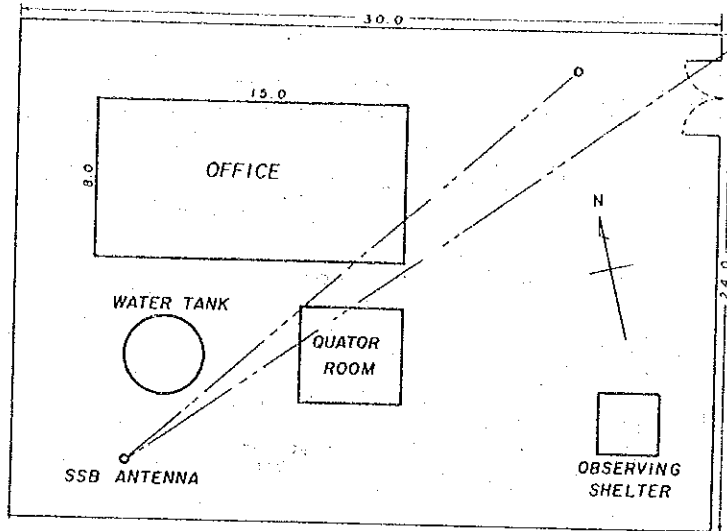 30.0
15.0
8.0
OFFICE
N
24.0
WATER TANK
QUATOR
ROOM
SSB ANTENNA
OBSERVING
SHELTER